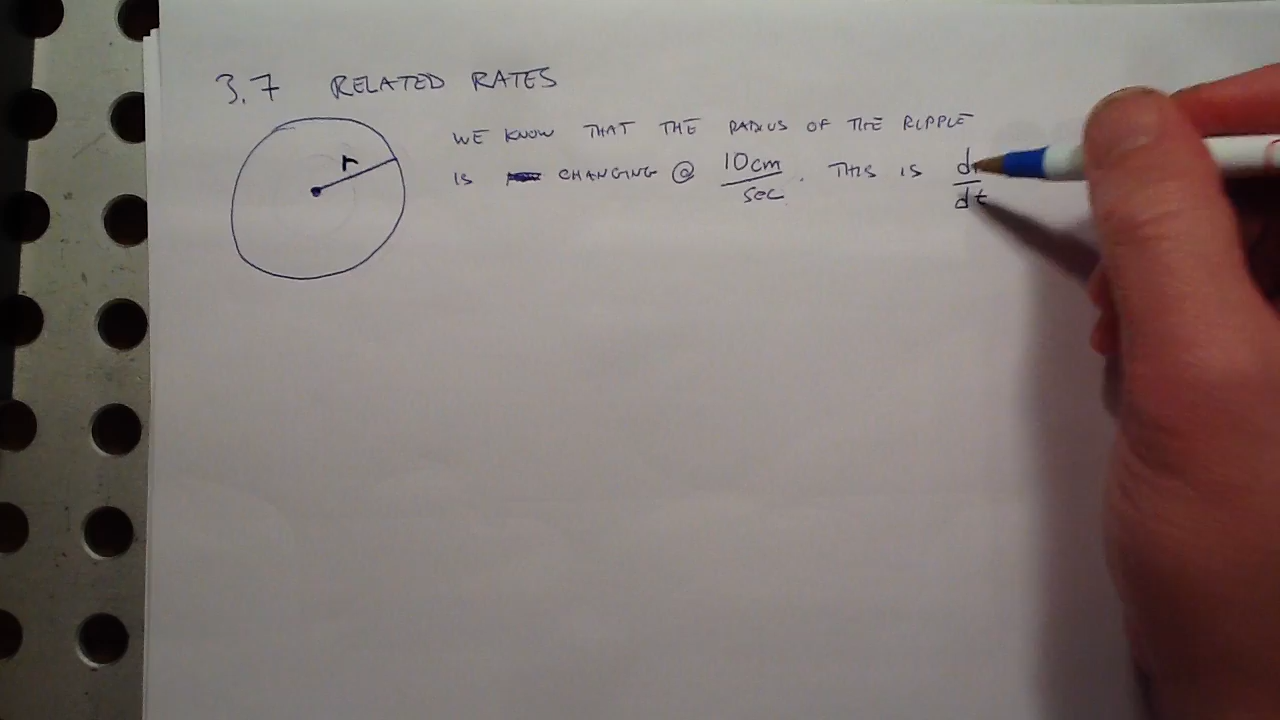 3.7 RELATED RATES
r
WE KNOW THAT THE RADIUS OF THE RIPPLE
IS CHANGING @ 10cm/sec. THIS IS dr/dt